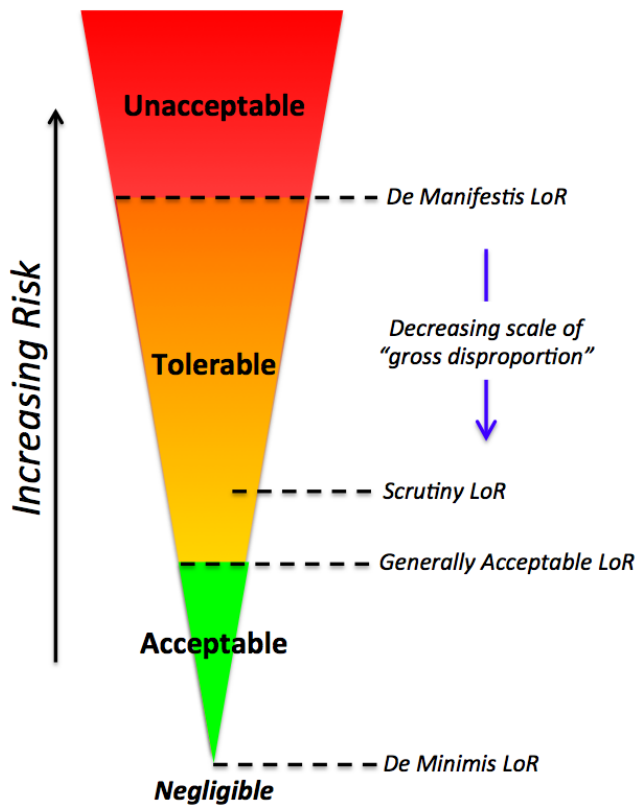 Unacceptable
De Manifestis LoR
Increasing Risk
Decreasing scale of
“gross disproportion”
Tolerable
Scrutiny LoR
Generally Acceptable LoR
Acceptable
De Minimis LoR
Negligible